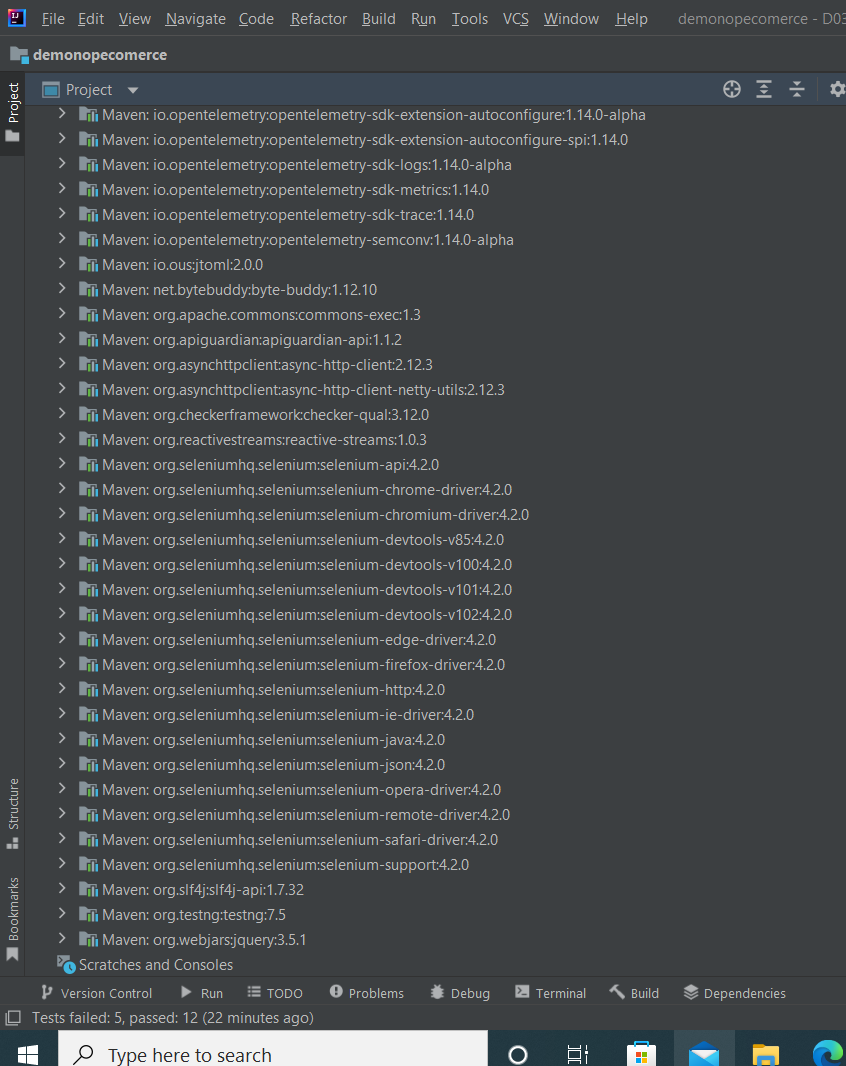 File Edit View Navigate Code Refactor Build Run Tools VCS Window Help demonopecomerce - D03
demonopecomerce
Project
Project
Maven: io.opentelemetry:opentelemetry-sdk-extension-autoconfigure:1.14.0-alpha
Maven: io.opentelemetry:opentelemetry-sdk-extension-autoconfigure-spi:1.14.0
Maven: io.opentelemetry:opentelemetry-sdk-logs:1.14.0-alpha
Maven: io.opentelemetry:opentelemetry-sdk-metrics:1.14.0
Maven: io.opentelemetry:opentelemetry-sdk-trace:1.14.0
Maven: io.opentelemetry:opentelemetry-semconv:1.14.0-alpha
Maven: io.ous:jtoml:2.0.0
Maven: net.bytebuddy:byte-buddy:1.12.10
Maven: org.apache.commons:commons-exec:1.3
Maven: org.apiguardian:apiguardian-api:1.1.2
Maven: org.asynchttpclient:async-http-client:2.12.3
Maven: org.asynchttpclient:async-http-client-netty-utils:2.12.3
Maven: org.checkerframework:checker-qual:3.12.0
Maven: org.reactivestreams:reactive-streams:1.0.3
Maven: org.seleniumhq.selenium:selenium-api:4.2.0
Maven: org.seleniumhq.selenium:selenium-chrome-driver:4.2.0
Maven: org.seleniumhq.selenium:selenium-chromium-driver:4.2.0
Maven: org.seleniumhq.selenium:selenium-devtools-v85:4.2.0
Maven: org.seleniumhq.selenium:selenium-devtools-v100:4.2.0
Maven: org.seleniumhq.selenium:selenium-devtools-v101:4.2.0
Maven: org.seleniumhq.selenium:selenium-devtools-v102:4.2.0
Maven: org.seleniumhq.selenium:selenium-edge-driver:4.2.0
Maven: org.seleniumhq.selenium:selenium-firefox-driver:4.2.0
Maven: org.seleniumhq.selenium:selenium-http:4.2.0
Maven: org.seleniumhq.selenium:selenium-ie-driver:4.2.0
Maven: org.seleniumhq.selenium:selenium-java:4.2.0
Maven: org.seleniumhq.selenium:selenium-json:4.2.0
Maven: org.seleniumhq.selenium:selenium-opera-driver:4.2.0
Maven: org.seleniumhq.selenium:selenium-remote-driver:4.2.0
Maven: org.seleniumhq.selenium:selenium-safari-driver:4.2.0
Maven: org.seleniumhq.selenium:selenium-support:4.2.0
Maven: org.slf4j:slf4j-api:1.7.32
Maven: org.testng:testng:7.5
Maven: org.webjars:jquery:3.5.1
Scratches and Consoles
Structure
Bookmarks
Version Control Run TODO Problems Debug Terminal Build Dependencies
Tests failed: 5, passed: 12 (22 minutes ago)
Type here to search